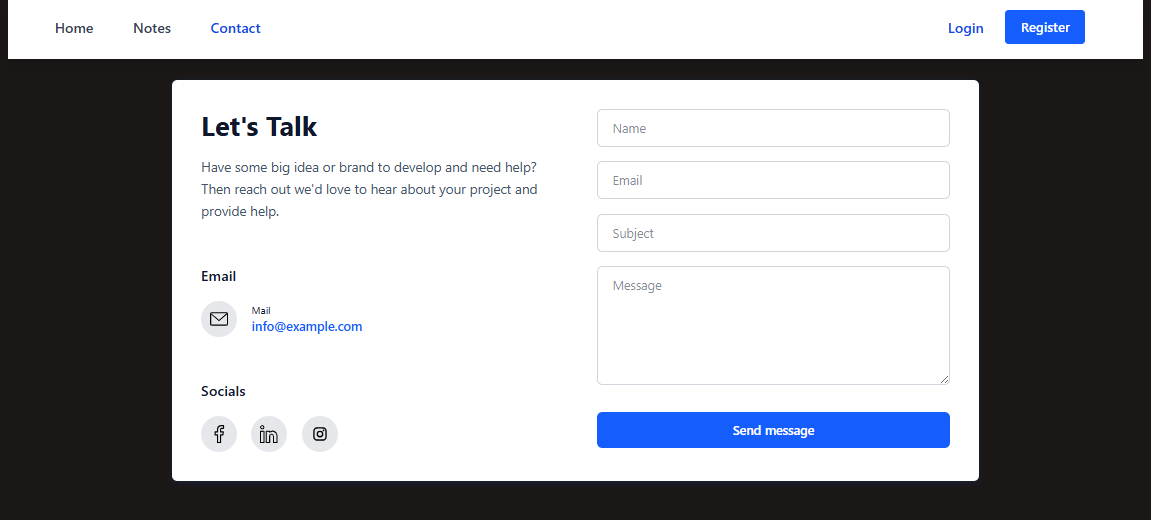 Home Notes Contact Login Register
Let's Talk
Have some big idea or brand to develop and need help?
Then reach out we'd love to hear about your project and
provide help.
Email
Mail
info@example.com
Socials
f in
Name
Email
Subject
Message
Send message